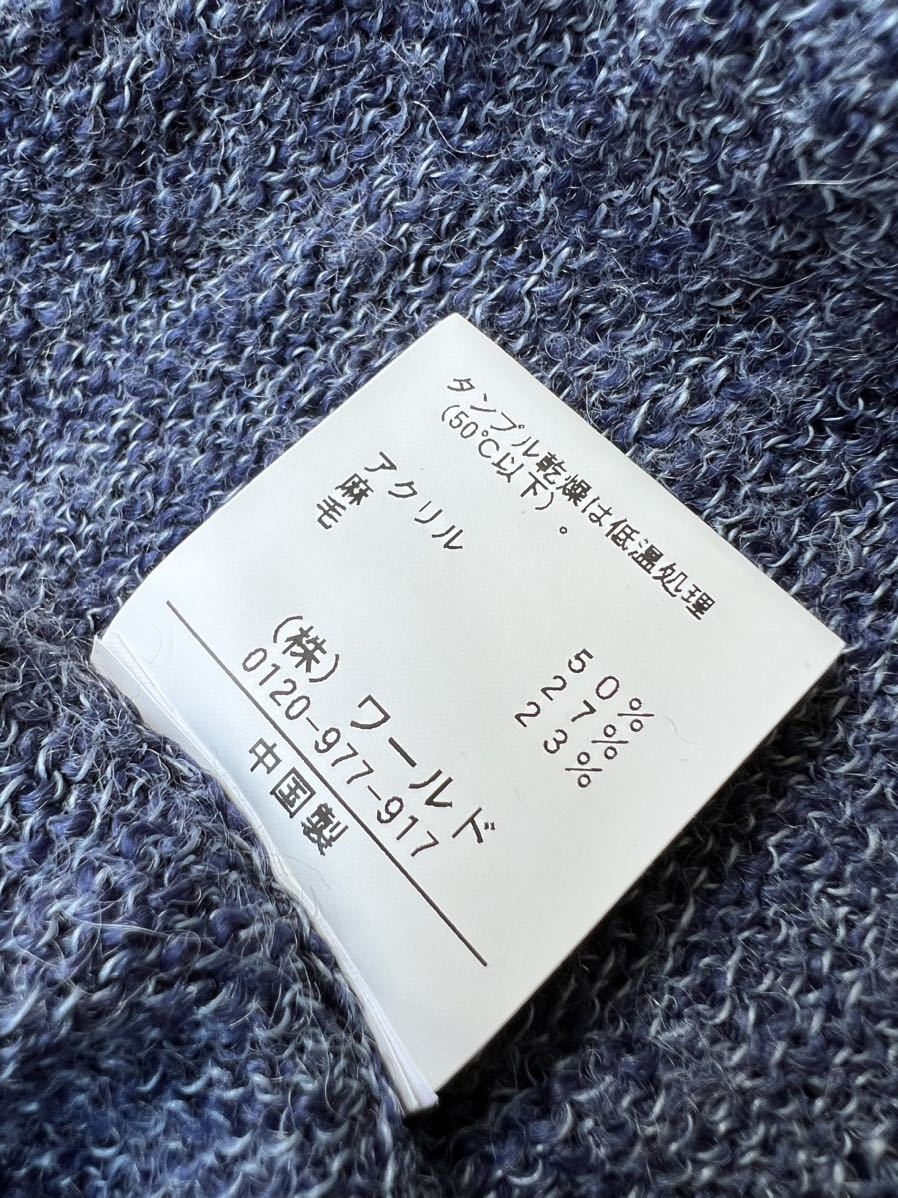 タンブル乾燥は低温処理
(50℃以下)。
アクリル 50%
麻 27%
毛 23%
(株)ワールド
0120-977-917
中国製